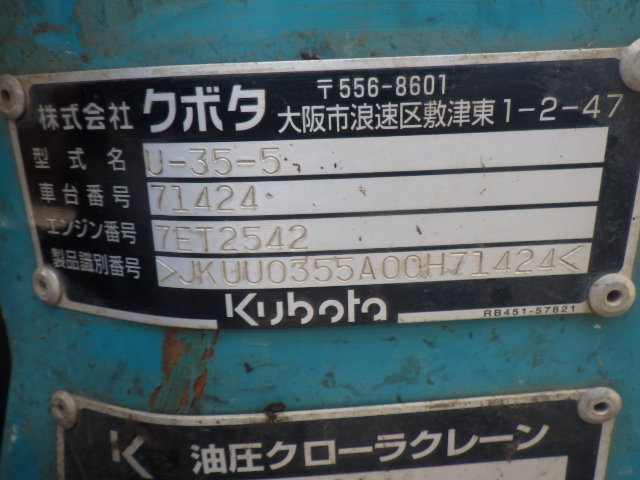 株式会社 クボタ 〒556-8601
大阪市浪速区敷津東1-2-47
型式名 U-35-5
車台番号 71424
エンジン番号 7ET2542
製品識別番号 >JKUU0355A00H71424<
Kubota
RB451-57821
K 油圧クローラクレーン